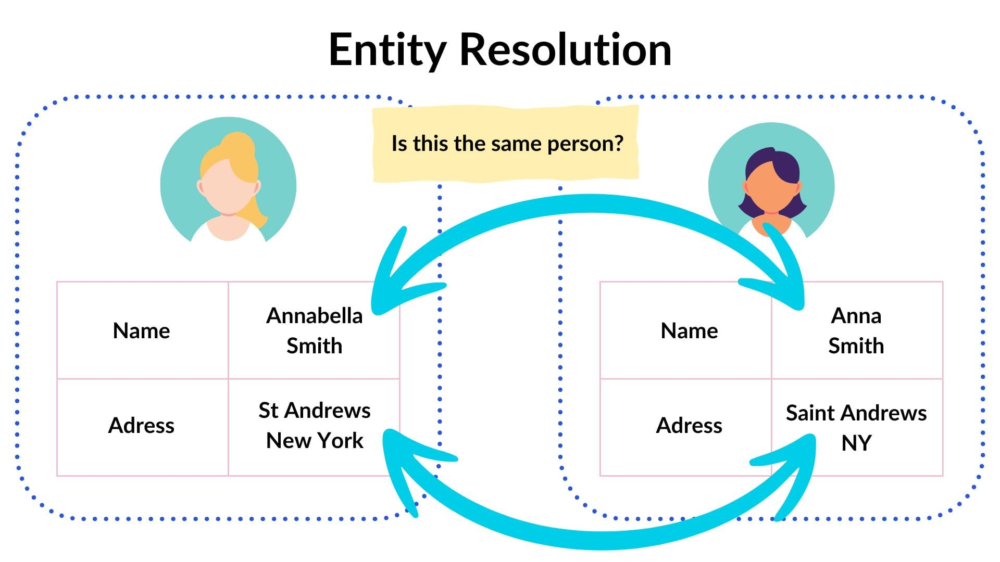 Entity Resolution
Is this the same person?
Name
Annabella
Smith
Adress
St Andrews
New York
Name
Anna
Smith
Adress
Saint Andrews
NY